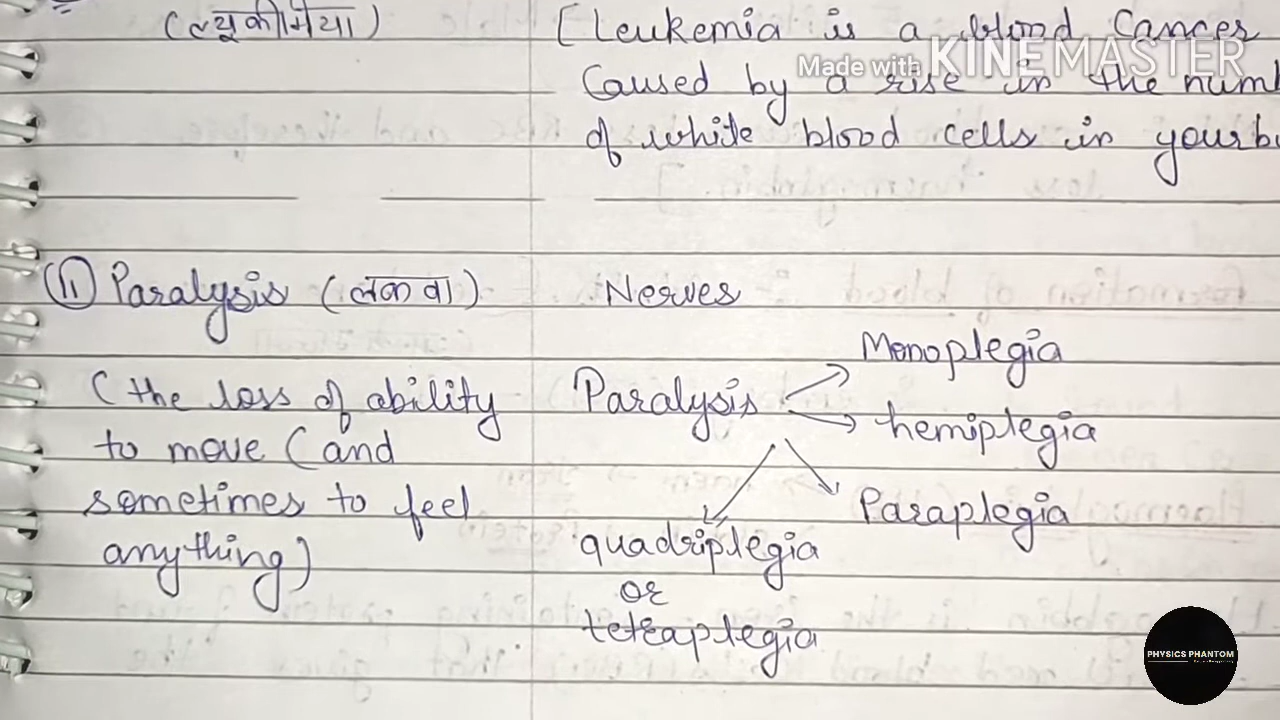 (ल्यूकीमिया)
[Leukemia is a blood Cancer
Made with KINEMASTER
Caused by a rise in the numb
of white blood cells in your b
(11) Paralysis (लकवा)
Nerves
(the loss of ability
to move (and
sometimes to feel
anything)
Paralysis
Monoplegia
hemiplegia
Paraplegia
quadriplegia
or
tetraplegia
PHYSICS PHANTOM